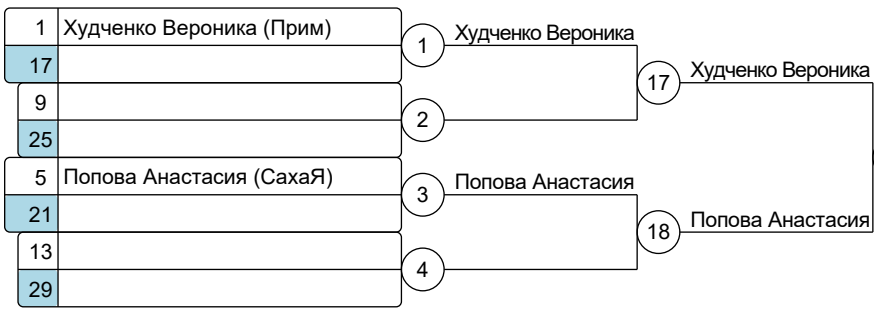 1 Худченко Вероника (Прим)
17
9
25
5 Попова Анастасия (СахаЯ)
21
13
29
1 Худченко Вероника
2
3 Попова Анастасия
4
17 Худченко Вероника
18 Попова Анастасия